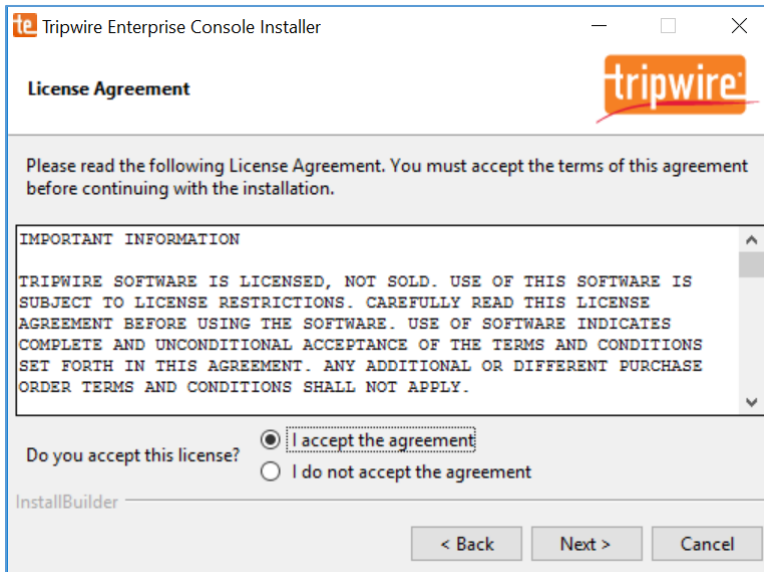 te Tripwire Enterprise Console Installer
License Agreement
tripwire
Please read the following License Agreement. You must accept the terms of this agreement
before continuing with the installation.
IMPORTANT INFORMATION
TRIPWIRE SOFTWARE IS LICENSED, NOT SOLD. USE OF THIS SOFTWARE IS
SUBJECT TO LICENSE RESTRICTIONS. CAREFULLY READ THIS LICENSE
AGREEMENT BEFORE USING THE SOFTWARE. USE OF SOFTWARE INDICATES
COMPLETE AND UNCONDITIONAL ACCEPTANCE OF THE TERMS AND CONDITIONS
SET FORTH IN THIS AGREEMENT. ANY ADDITIONAL OR DIFFERENT PURCHASE
ORDER TERMS AND CONDITIONS SHALL NOT APPLY.
Do you accept this license?
I accept the agreement
I do not accept the agreement
InstallBuilder
< Back Next > Cancel